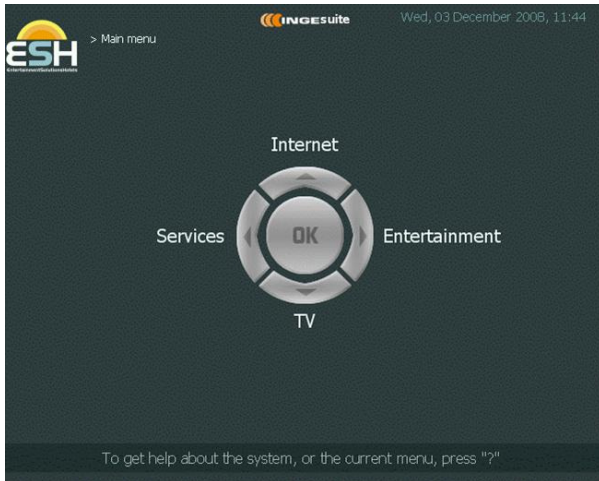 INGEsuite
Wed, 03 December 2008, 11:44
ESH
EntertainmentSolutionsHotels
> Main menu
Internet
Services
OK
Entertainment
TV
To get help about the system, or the current menu, press "?"